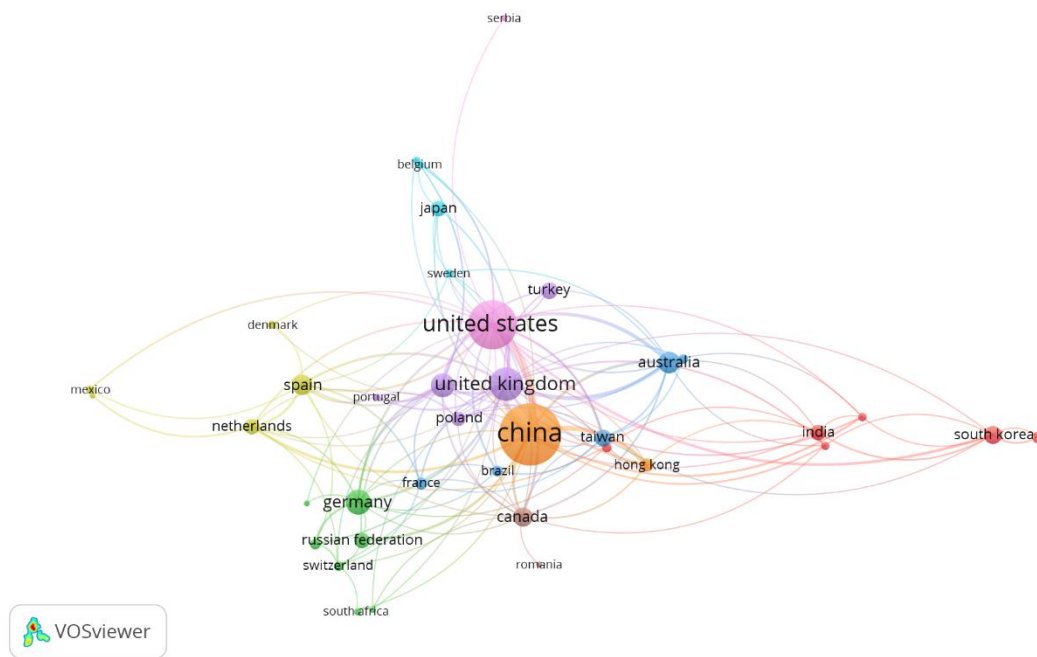 serbia
belgium
japan
sweden
turkey
united states
denmark
australia
mexico
spain
united kingdom
portugal
poland
netherlands
china
taiwan
india
south korea
hong kong
brazil
france
germany
canada
russian federation
switzerland
romania
south africa
VOSviewer